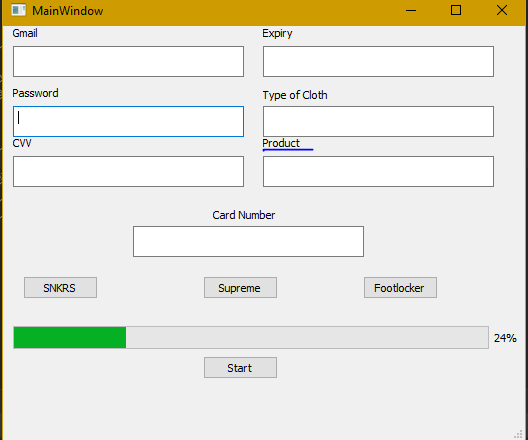 MainWindow
Gmail
Expiry
Password
Type of Cloth
CVV
Product
Card Number
SNKRS
Supreme
Footlocker
24%
Start